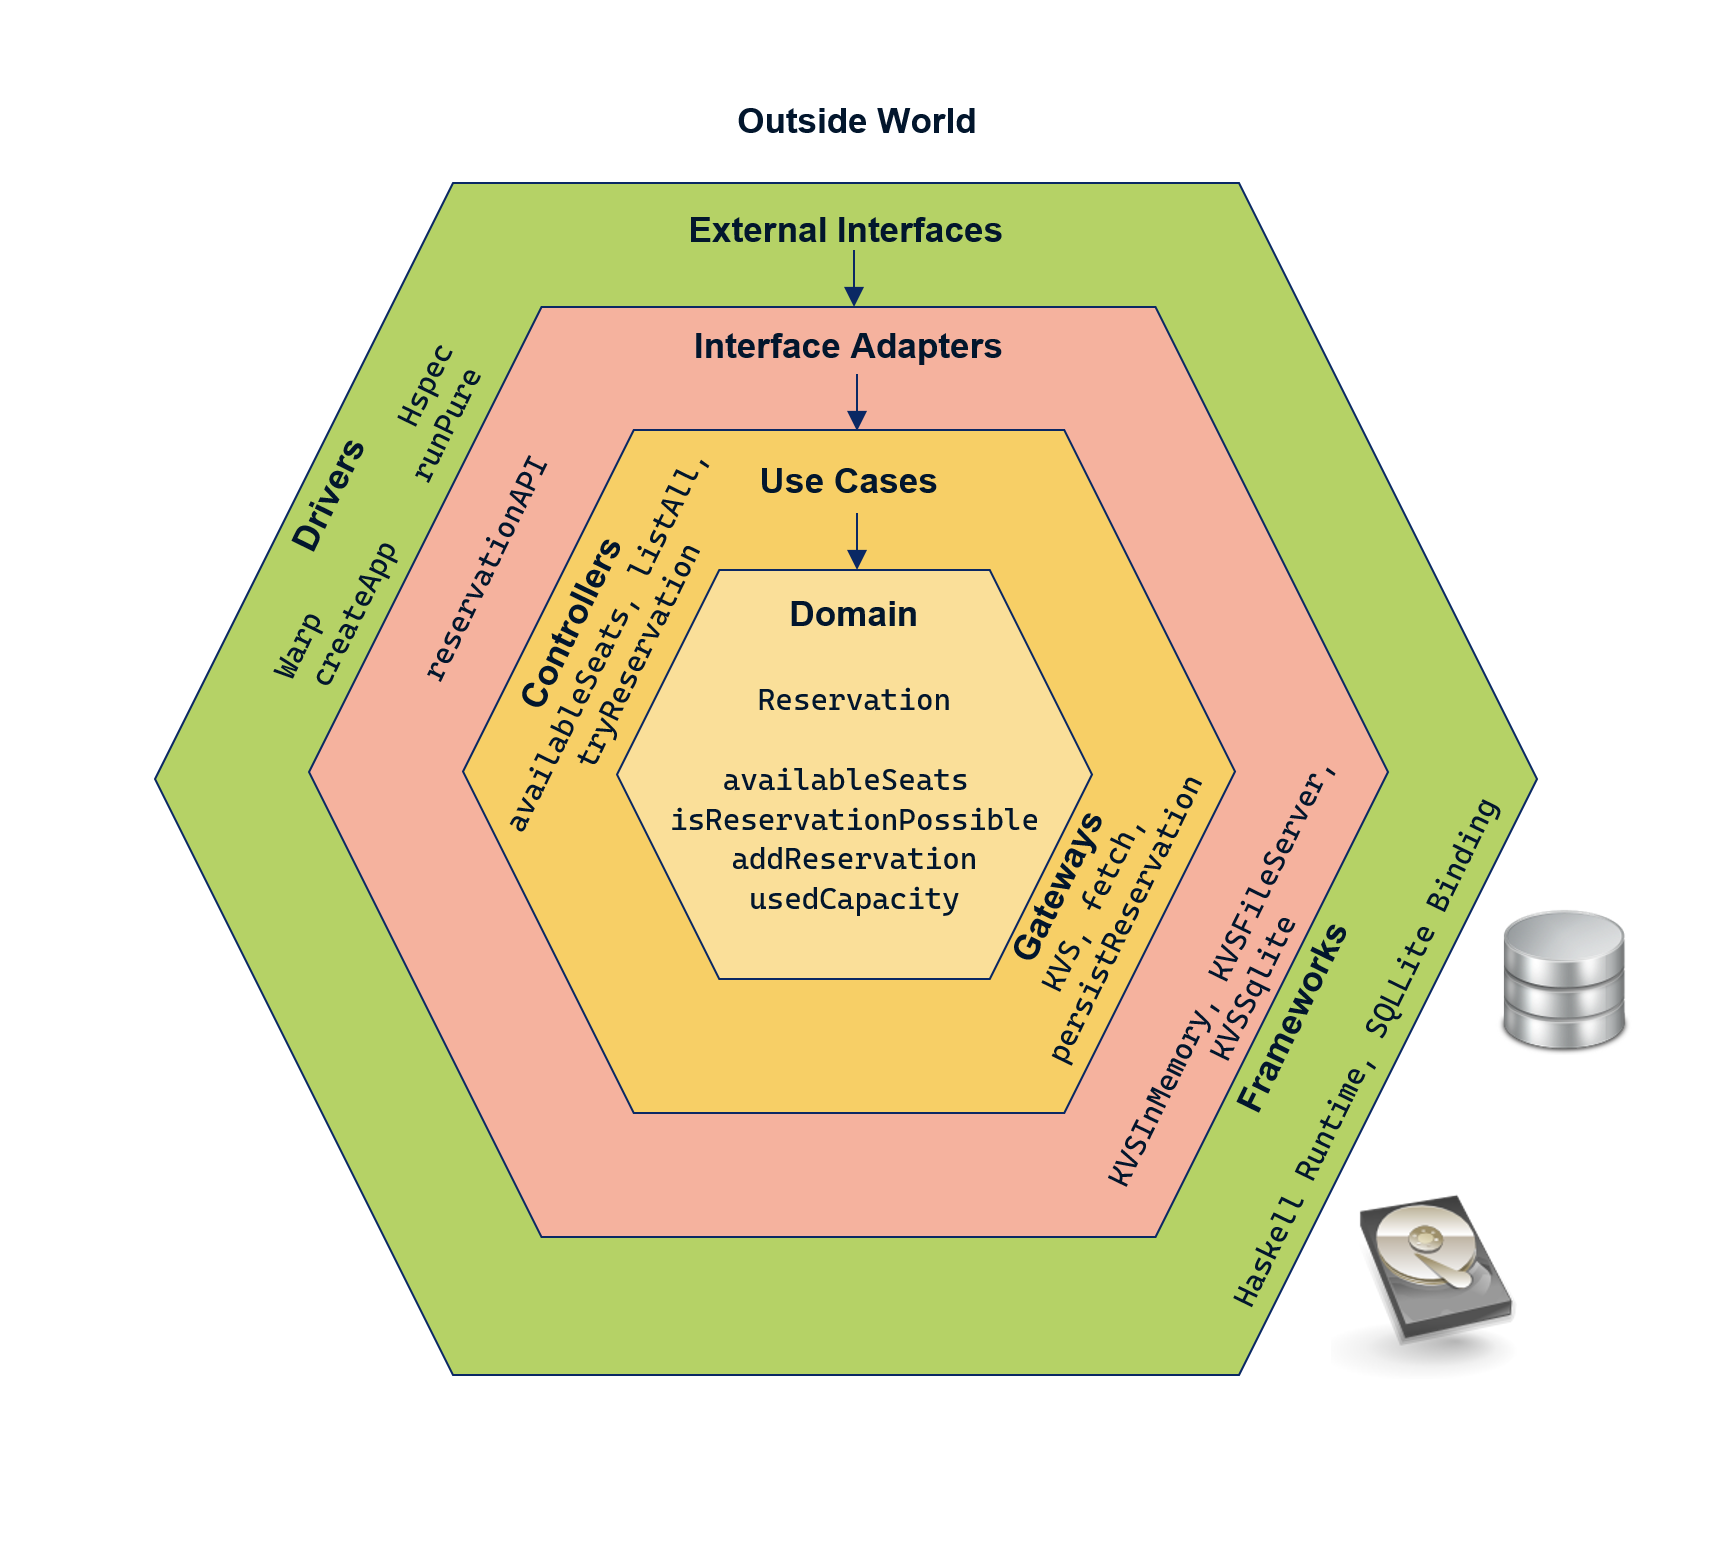 Outside World
External Interfaces
Interface Adapters
Use Cases
Domain
Reservation
availableSeats
isReservationPossible
addReservation
usedCapacity
Drivers
Hspec
runPure
Warp
createApp
reservationAPI
Controllers
availableSeats, listAll,
tryReservation
Gateways
KVS, fetch,
persistReservation
KVSInMemory, KVSFileServer,
KVSSqlite
Frameworks
Haskell Runtime, SQLLite Binding